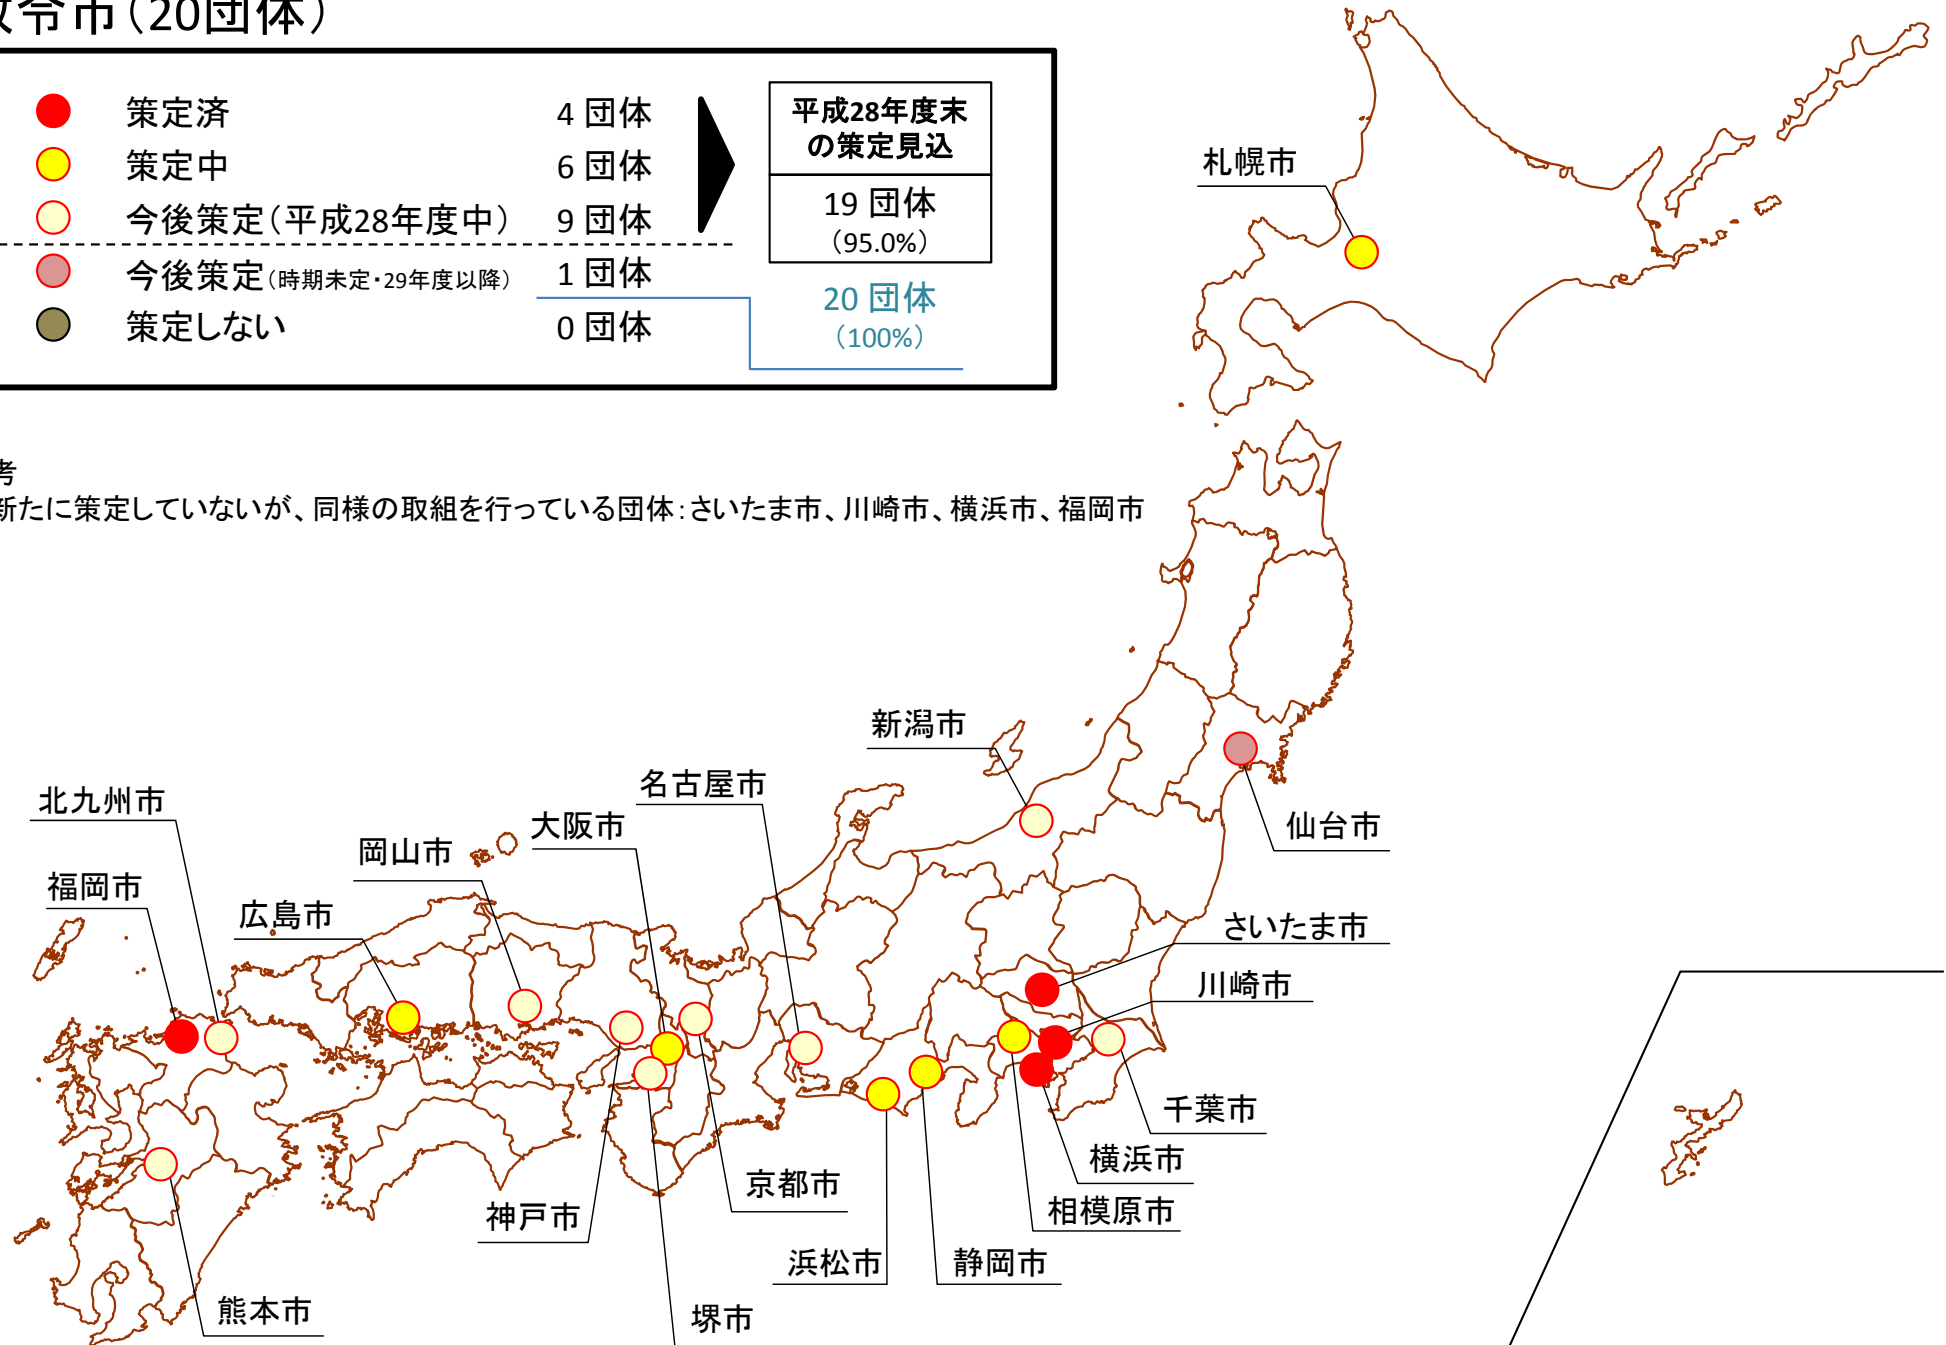 政令市（20団体）
策定済 4 団体
策定中 6 団体
今後策定（平成28年度中） 9 団体
今後策定（時期未定・29年度以降） 1 団体
策定しない 0 団体
平成28年度末
の策定見込
19 団体
（95.0%）
20 団体
（100%）
考
新たに策定していないが、同様の取組を行っている団体：さいたま市、川崎市、横浜市、福岡市
札幌市
新潟市
仙台市
名古屋市
北九州市
大阪市
岡山市
福岡市
広島市
さいたま市
川崎市
千葉市
横浜市
京都市
相模原市
神戸市
浜松市
静岡市
熊本市
堺市